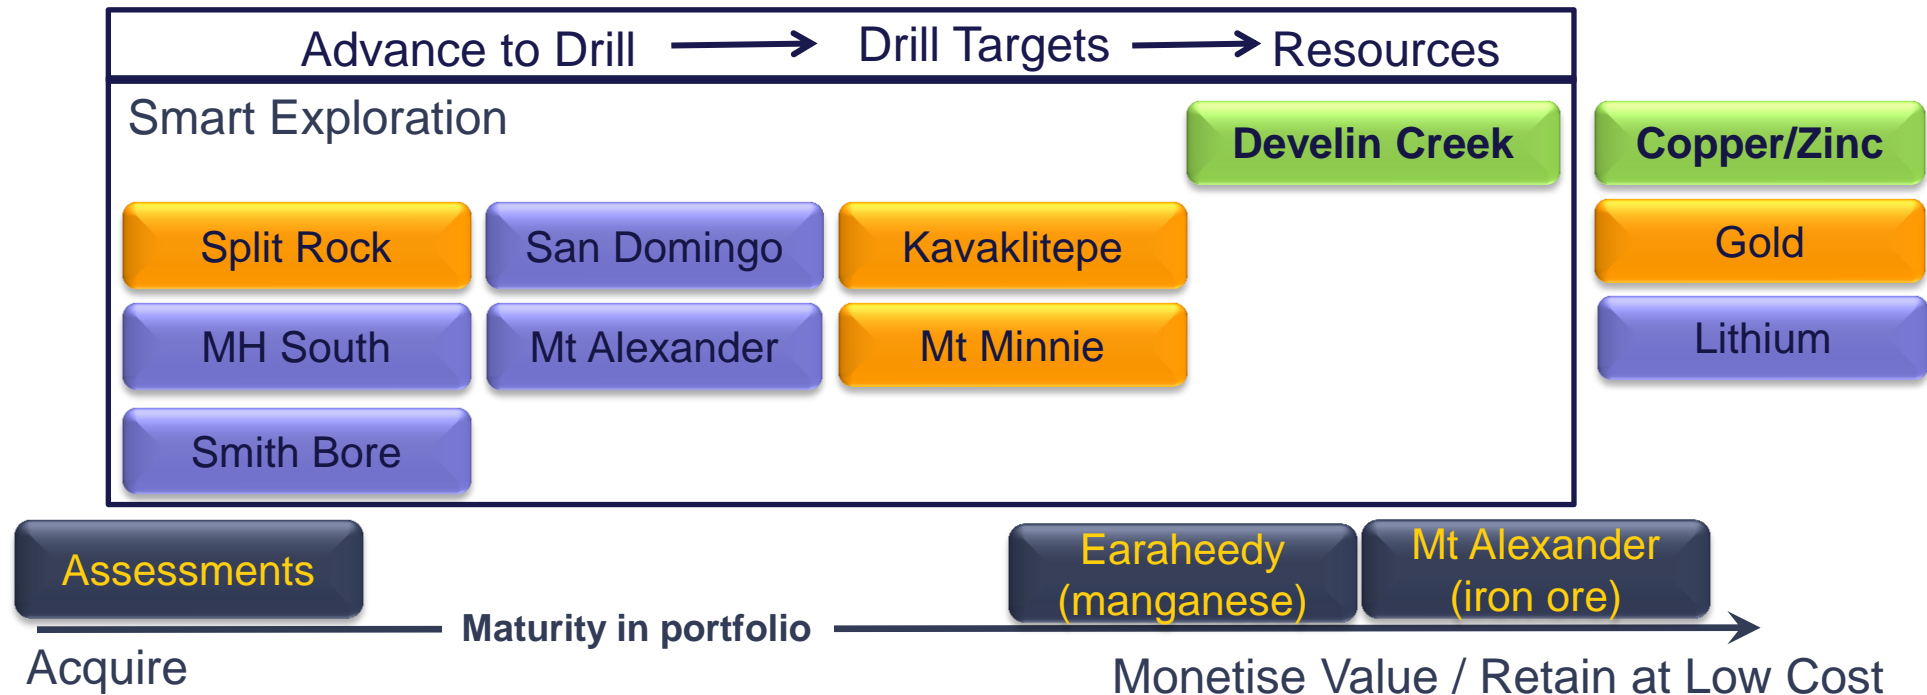 Advance to Drill Drill Targets Resources
Smart Exploration
Develin Creek Copper/Zinc
Split Rock San Domingo Kavaklitepe Gold
MH South Mt Alexander Mt Minnie Lithium
Smith Bore
Assessments
Earaheedy
(manganese)
Mt Alexander
(iron ore)
Maturity in portfolio
Acquire
Monetise Value / Retain at Low Cost